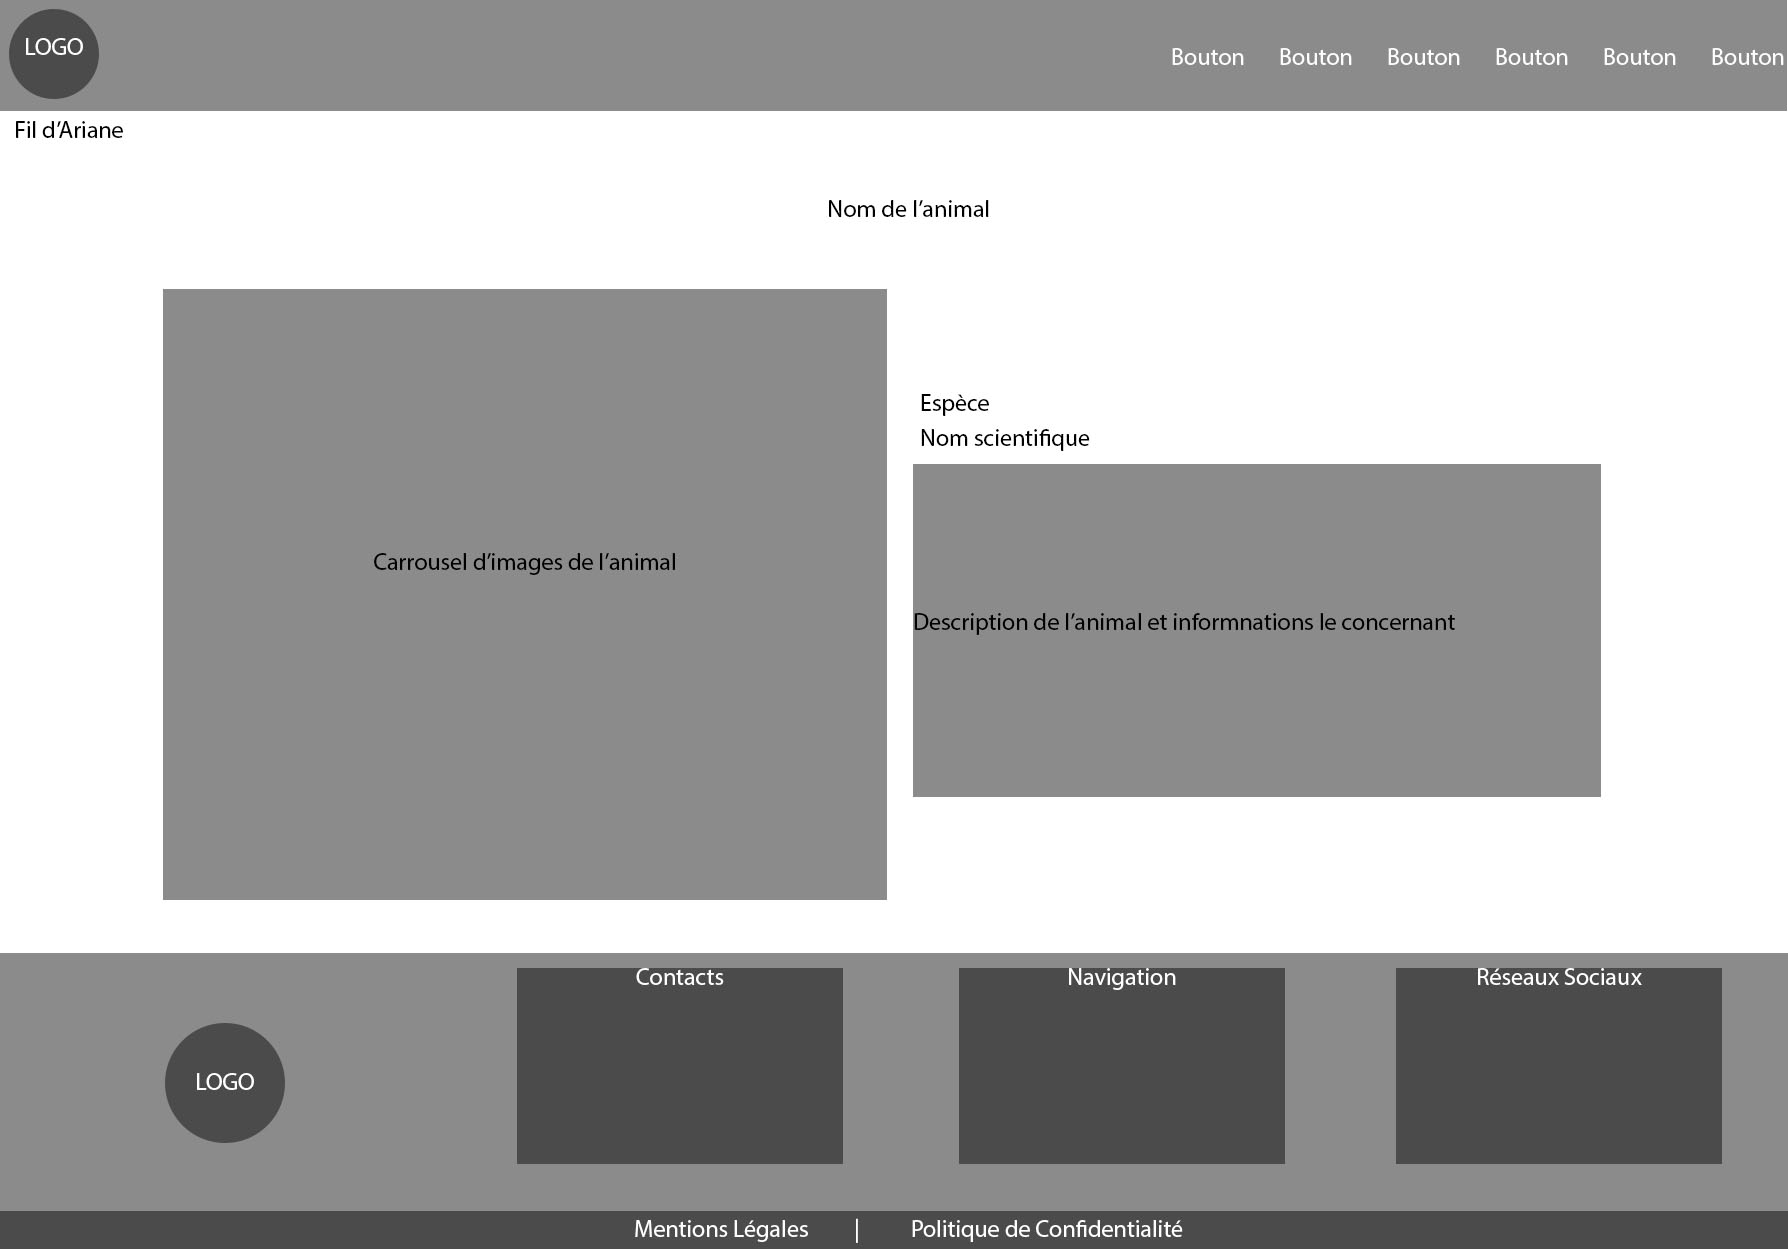 LOGO
Bouton Bouton Bouton Bouton Bouton Bouton
Fil d’Ariane
Nom de l’animal
Carrousel d’images de l’animal
Espèce
Nom scientifique
Description de l’animal et informnations le concernant
LOGO
Contacts
Navigation
Réseaux Sociaux
Mentions Légales | Politique de Confidentialité